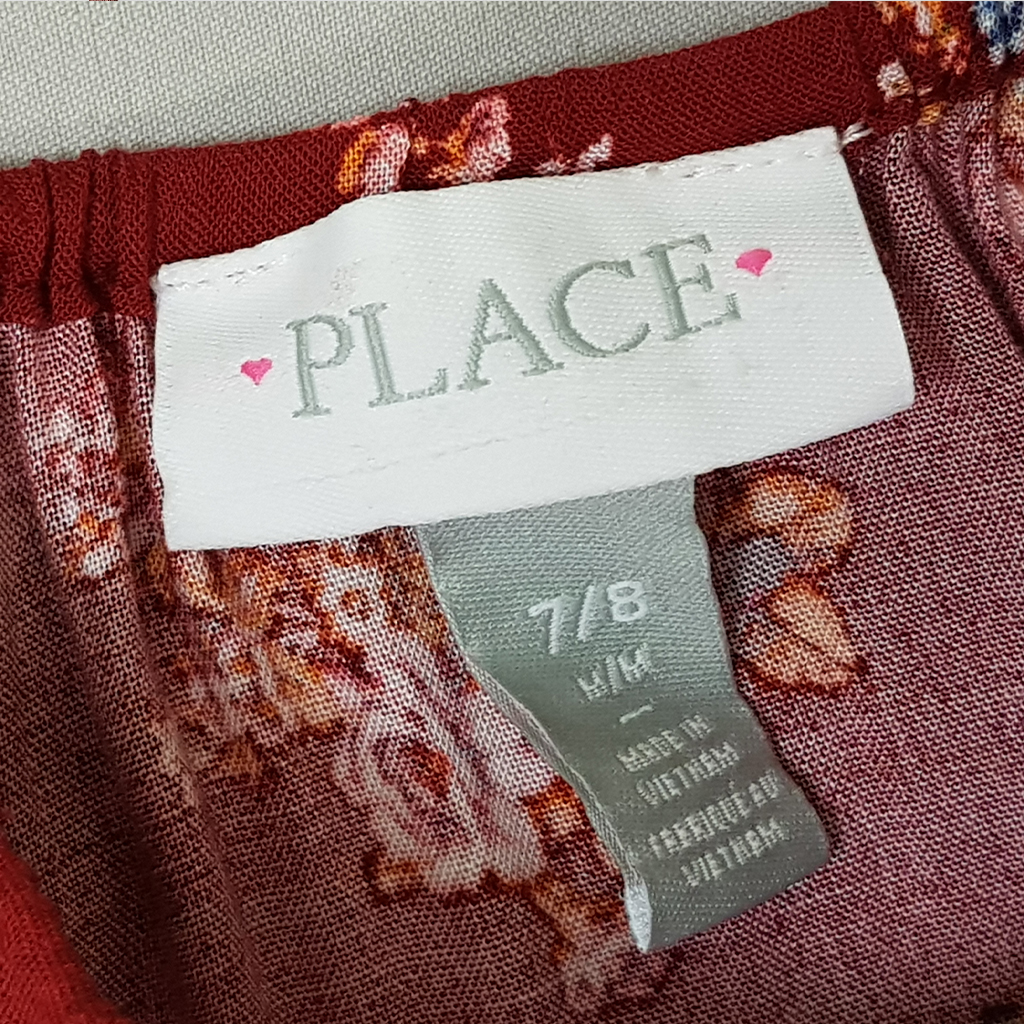 PLACE
7/8
M/M
MADE IN
VIETNAM
FABRIQUÉ AU
VIETNAM